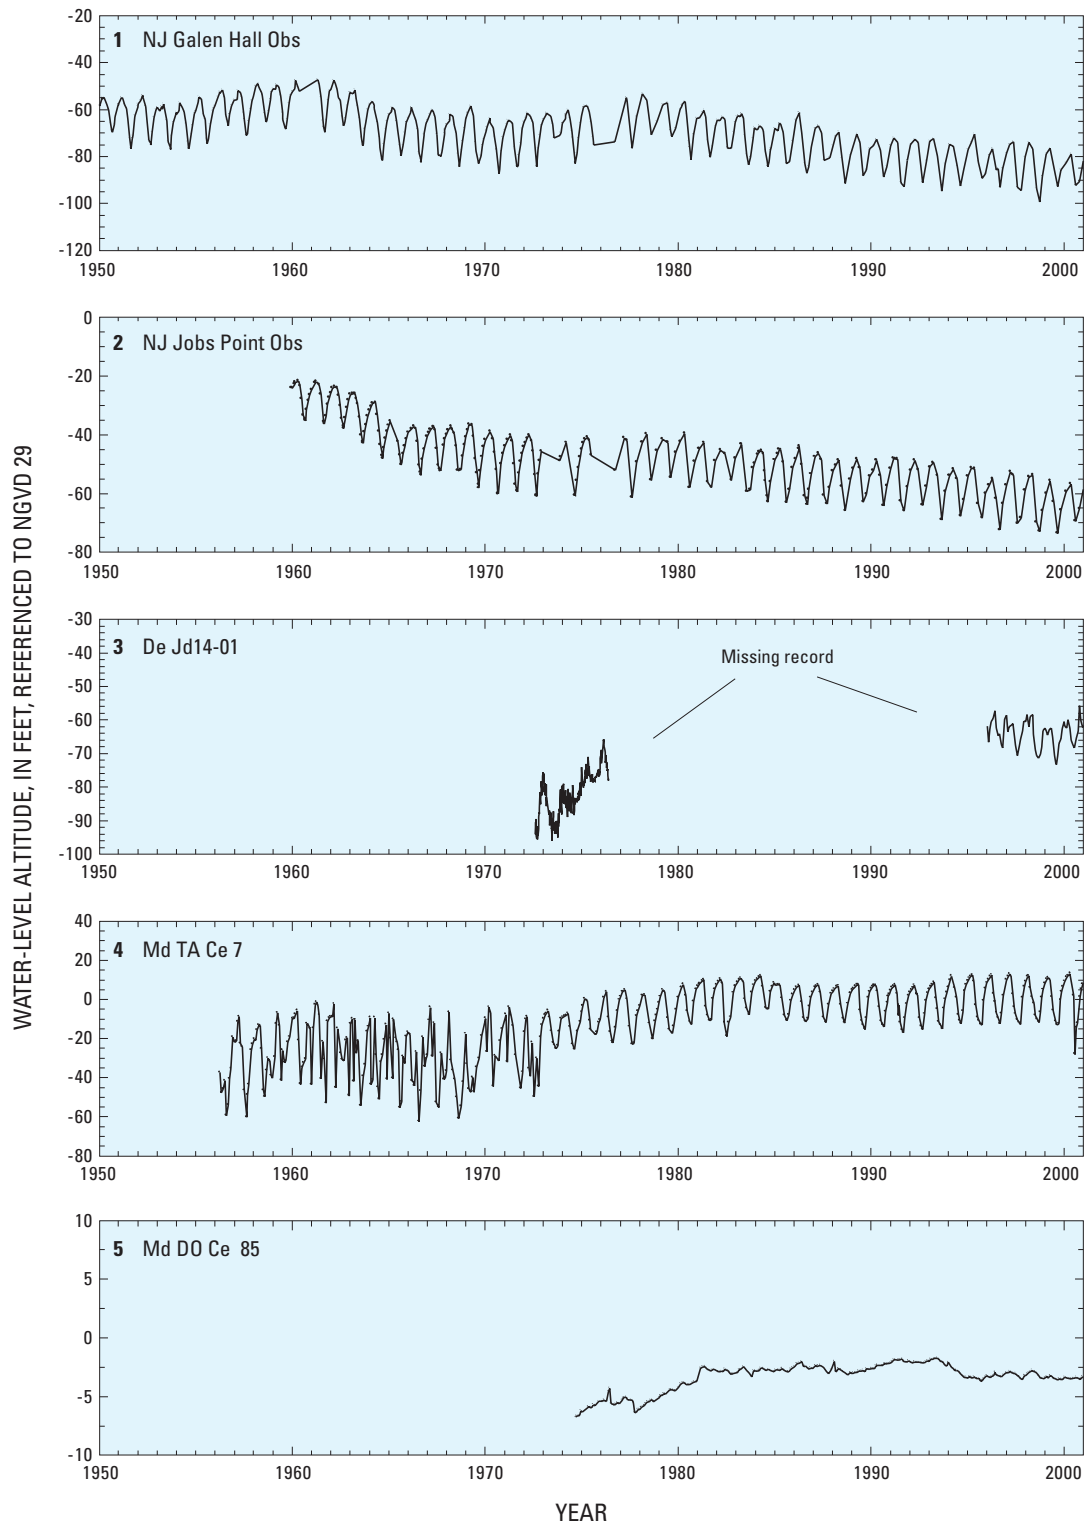 WATER-LEVEL ALTITUDE, IN FEET, REFERENCED TO NGVD 29
1 NJ Galen Hall Obs
-20
-40
-60
-80
-100
-120
1950 1960 1970 1980 1990 2000
2 NJ Jobs Point Obs
0
-20
-40
-60
-80
1950 1960 1970 1980 1990 2000
3 De Jd14-01
Missing record
-30
-40
-50
-60
-70
-80
-90
-100
1950 1960 1970 1980 1990 2000
4 Md TA Ce 7
40
20
0
-20
-40
-60
-80
1950 1960 1970 1980 1990 2000
5 Md DO Ce 85
10
5
0
-5
-10
1950 1960 1970 1980 1990 2000
YEAR